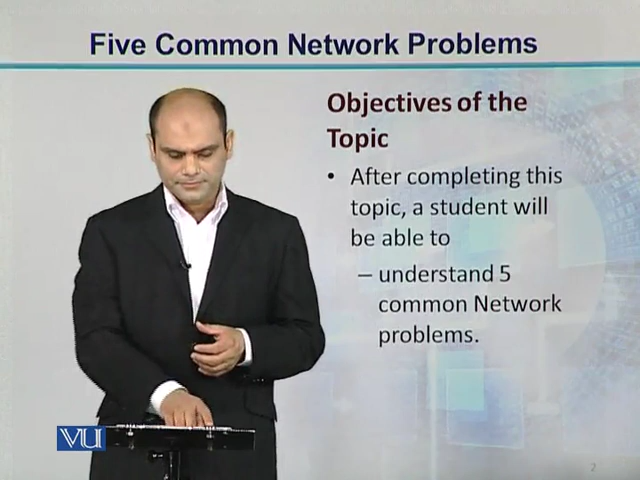 Five Common Network Problems
Objectives of the
Topic
• After completing this
topic, a student will
be able to
– understand 5
common Network
problems.
VU
2